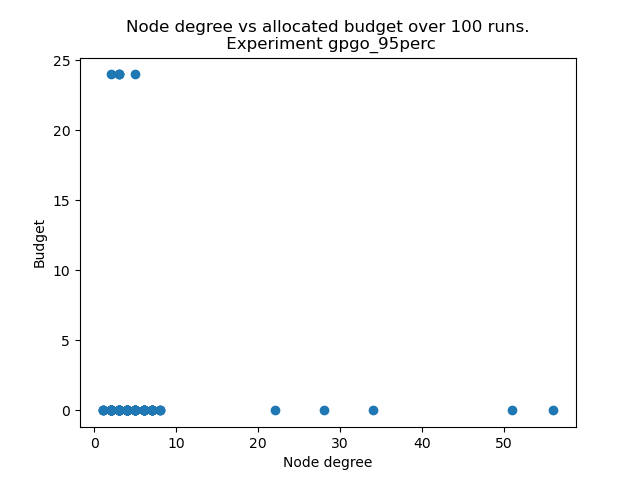 Node degree vs allocated budget over 100 runs.
Experiment gpgo_95perc
25
20
15
10
5
0
Budget
0 10 20 30 40 50
Node degree